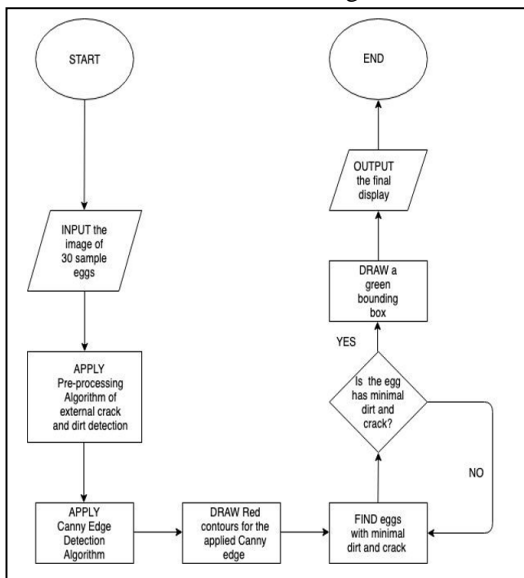 START
INPUT the
image of
30 sample
eggs
APPLY
Pre-processing
Algorithm of
external crack
and dirt detection
APPLY
Canny Edge
Detection
Algorithm
DRAW Red
contours for the
applied Canny
edge
FIND eggs
with minimal
dirt and crack
Is the egg
has minimal
dirt and
crack?
NO
YES
DRAW a
green
bounding
box
OUTPUT
the final
display
END